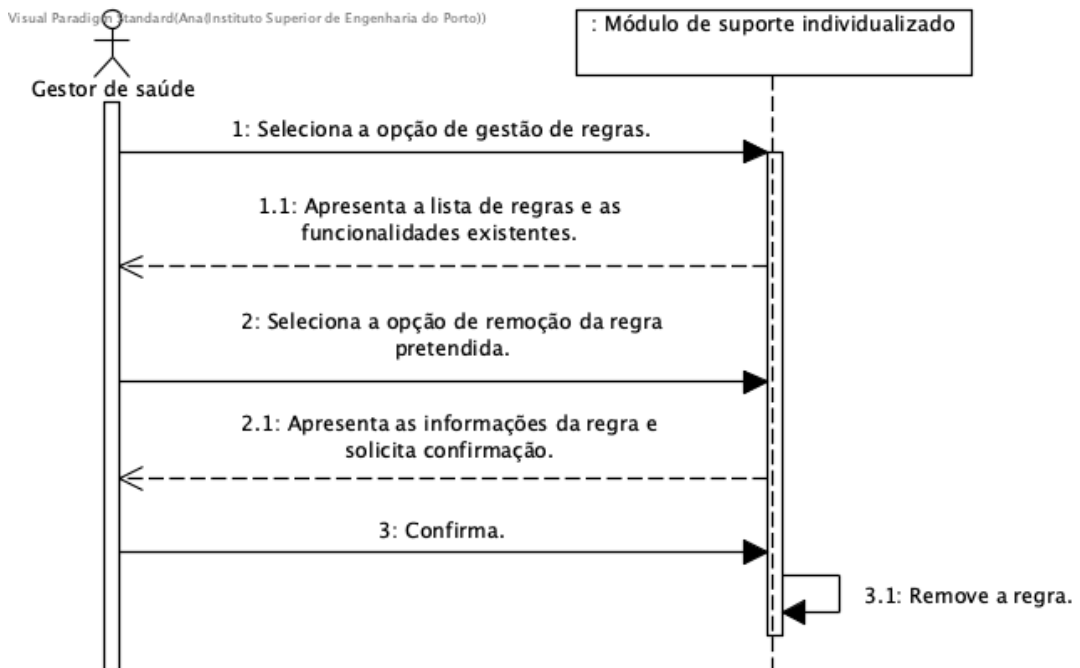 Visual Paradigm Standard(Ana(Instituto Superior de Engenharia do Porto))
: Módulo de suporte individualizado
Gestor de saúde
1: Seleciona a opção de gestão de regras.
1.1: Apresenta a lista de regras e as
funcionalidades existentes.
2: Seleciona a opção de remoção da regra
pretendida.
2.1: Apresenta as informações da regra e
solicita confirmação.
3: Confirma.
3.1: Remove a regra.